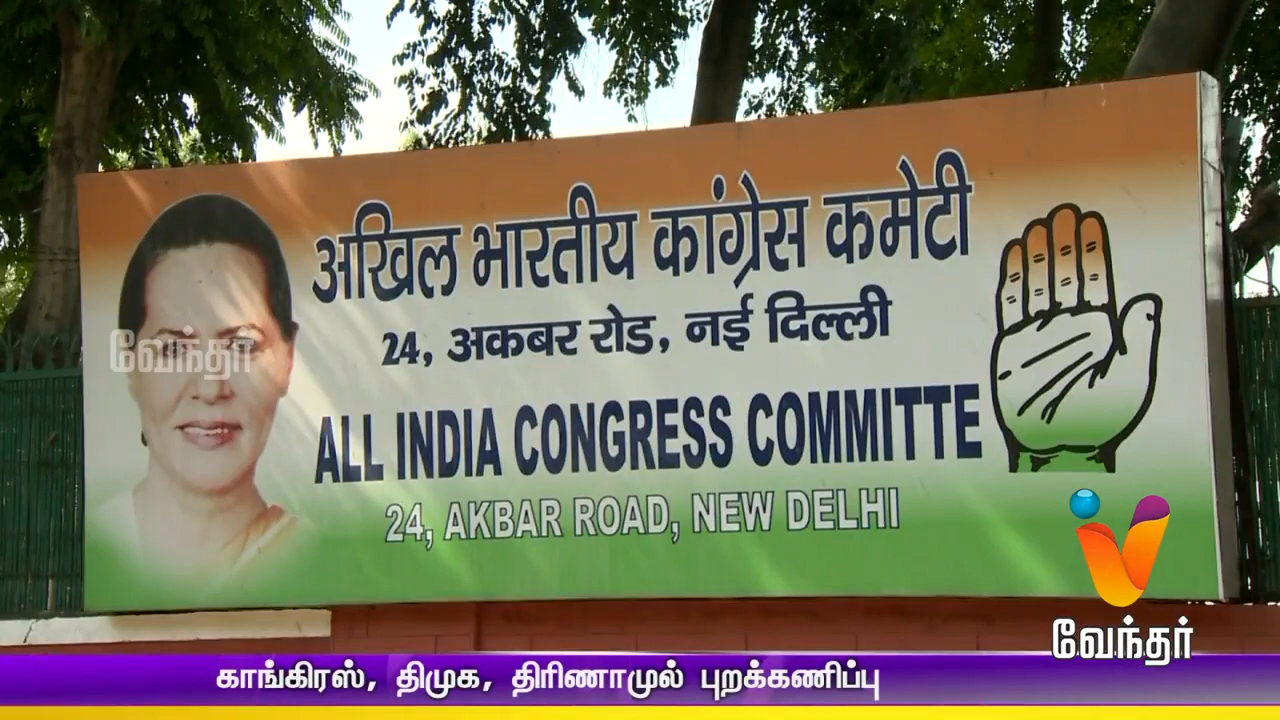 अखिल भारतीय कांग्रेस कमेटी
24, अकबर रोड, नई दिल्ली
ALL INDIA CONGRESS COMMITTE
24, AKBAR ROAD, NEW DELHI
வேந்தர்
வேந்தர்
காங்கிரஸ், திமுக, திரிணாமுல் புறக்கணிப்பு